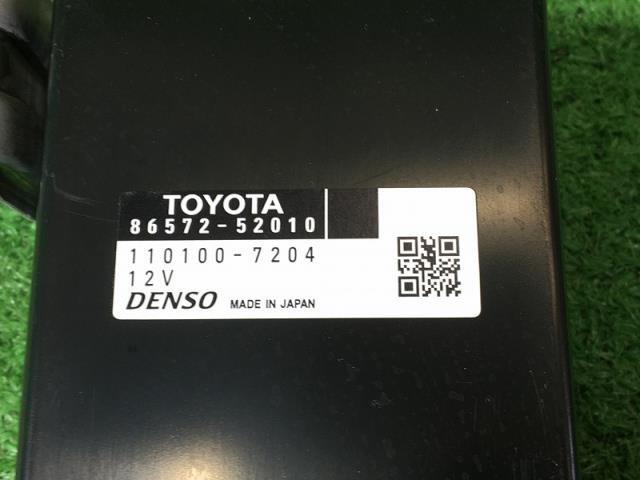 TOYOTA
86572-52010
110100-7204
12V
DENSO MADE IN JAPAN